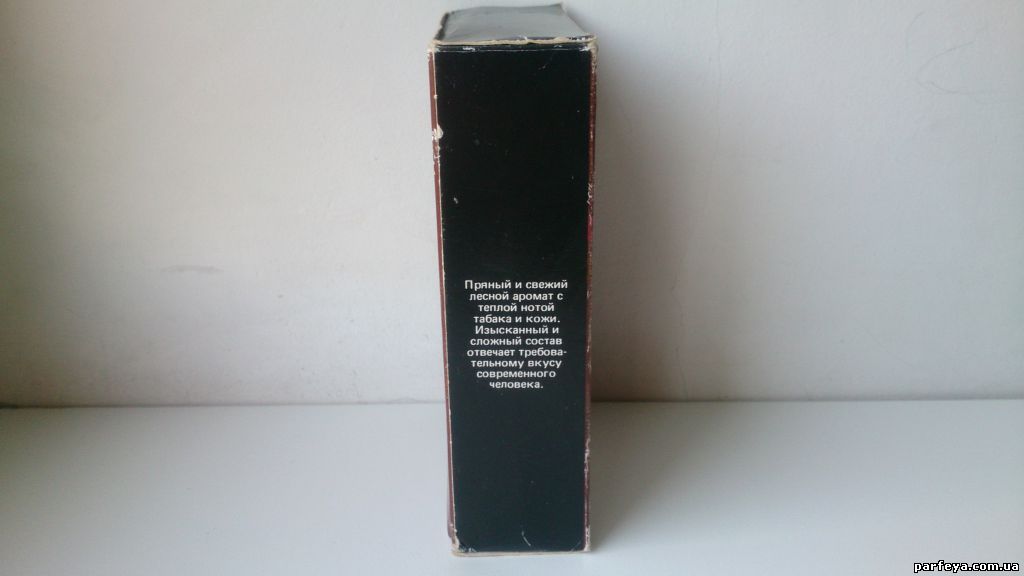 Пряный и свежий
лесной аромат с
теплой нотой
табака и кожи.
Изысканный и
сложный состав
отвечает требова-
тельному вкусу
современного
человека.
parfeya.com.ua